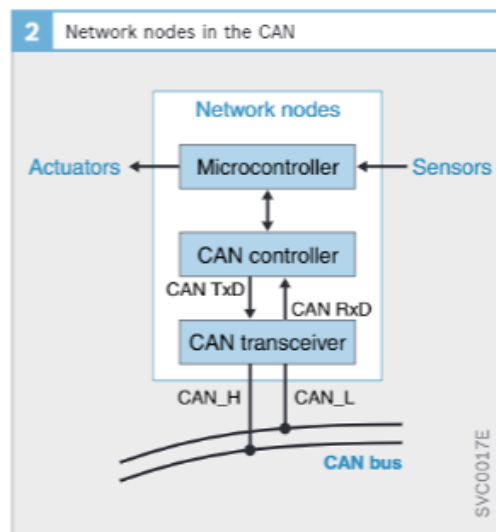 2 Network nodes in the CAN
Network nodes
Actuators
Microcontroller
Sensors
CAN controller
CAN TxD
CAN RxD
CAN transceiver
CAN_H
CAN_L
CAN bus
SVC0017E